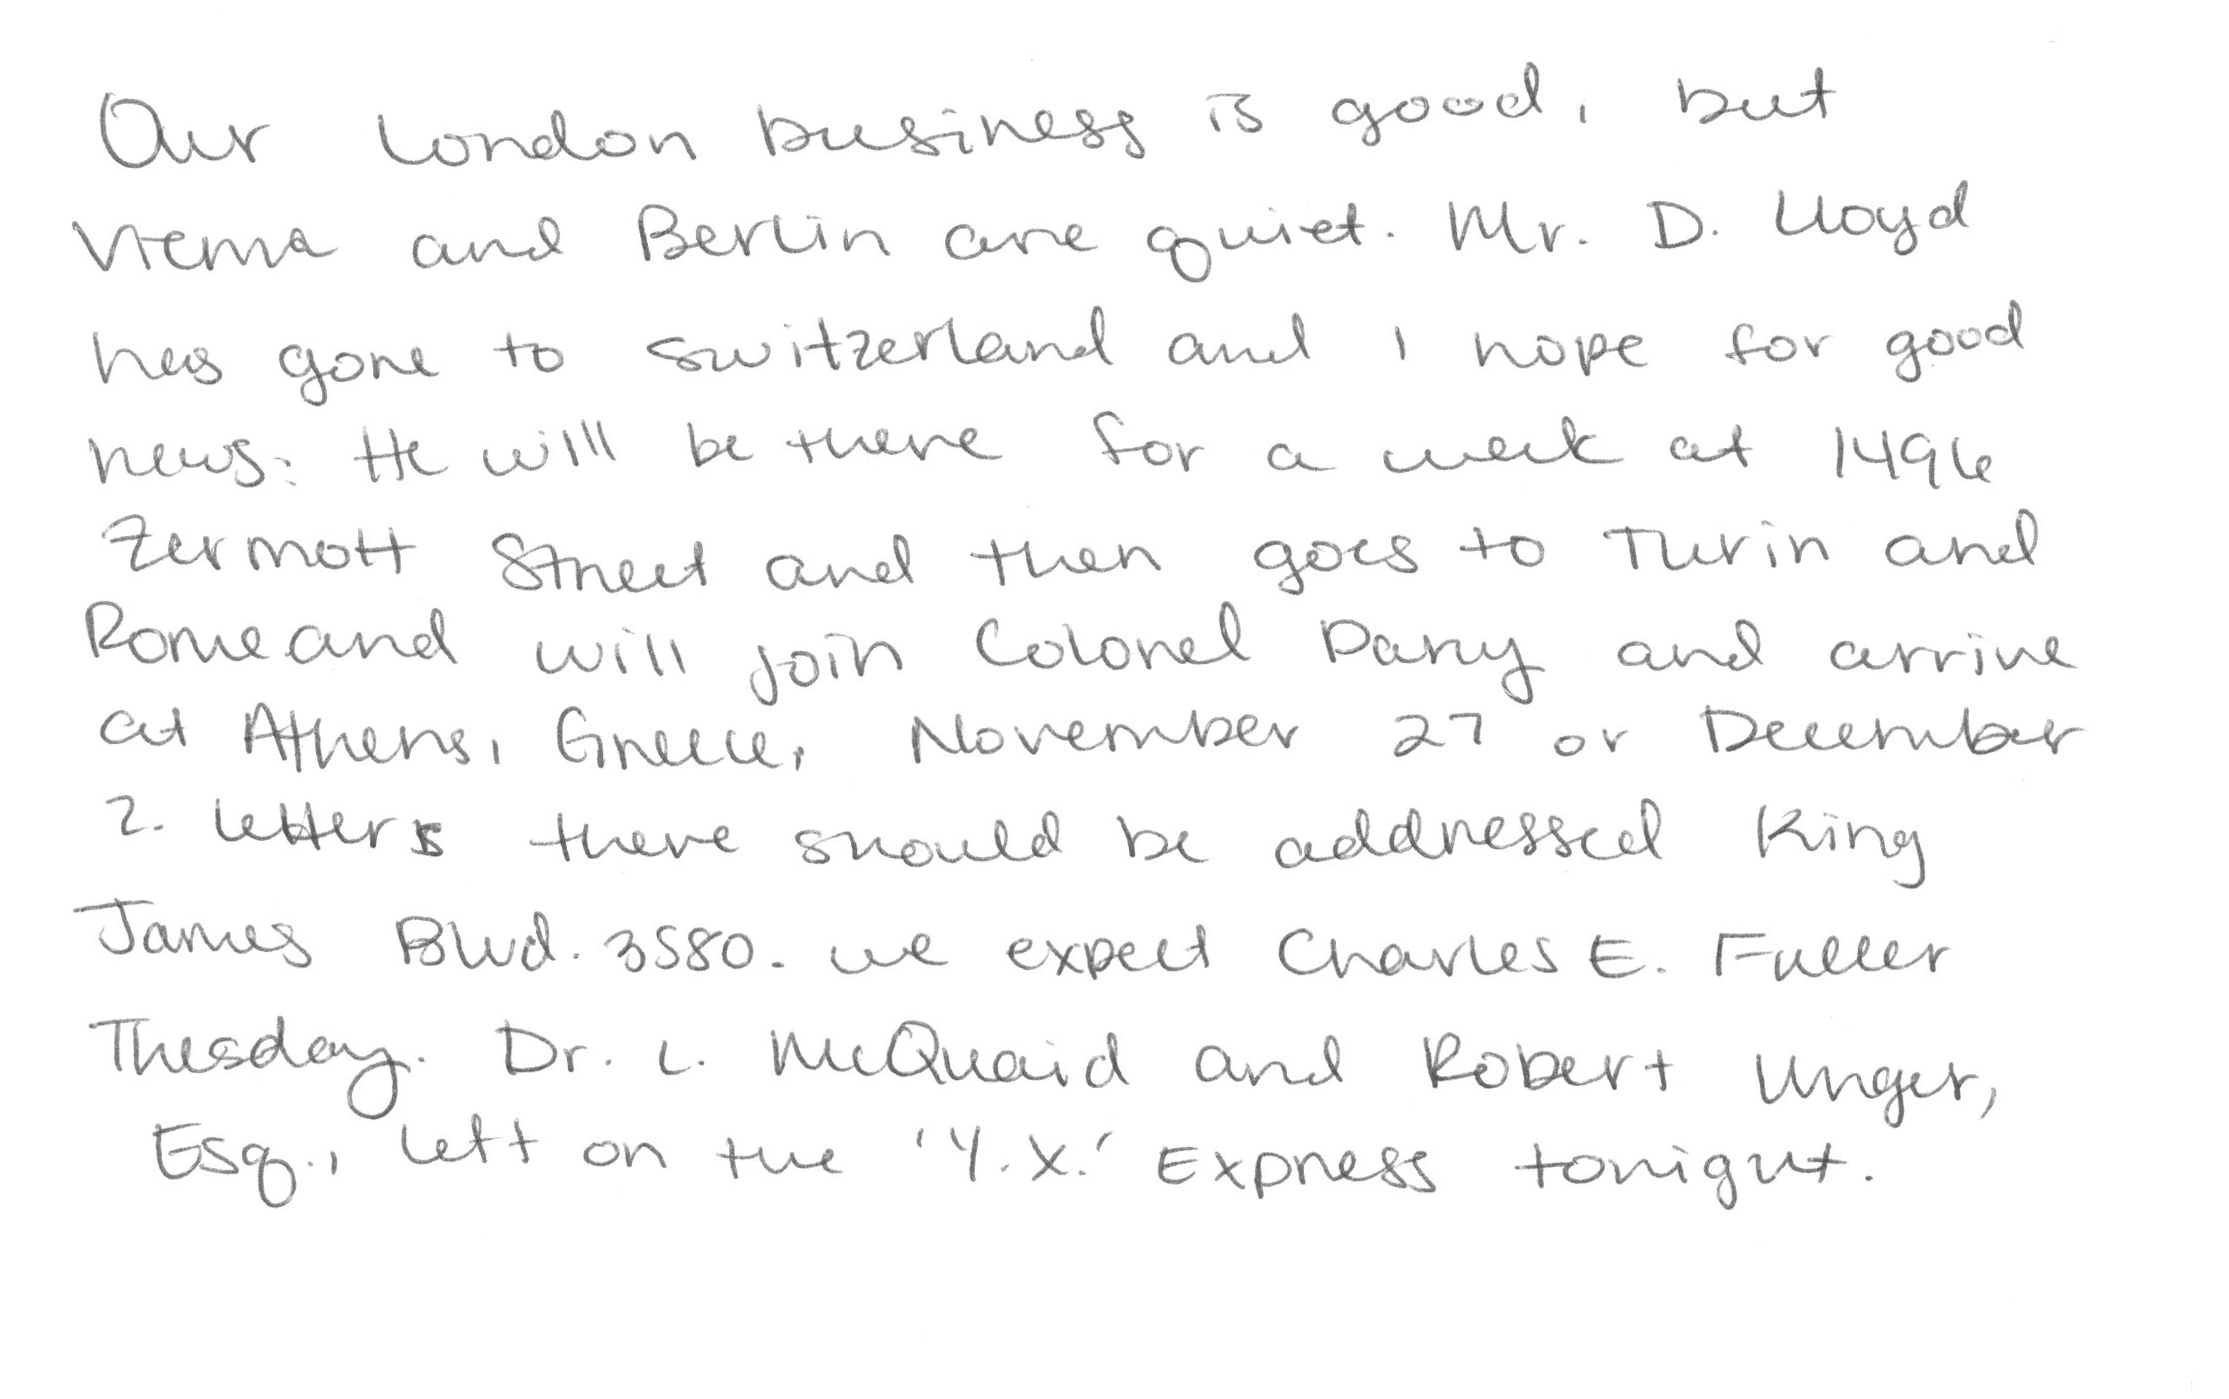 Our London business is good, but
Vienna and Berlin are quiet. Mr. D. Lloyd
has gone to Switzerland and I hope for good
news. He will be there for a week at 1496
Zermott Street and then goes to Turin and
Rome and will join Colonel Parry and arrive
at Athens, Greece, November 27 or December
2. Letters there should be addressed King
James Blvd. 3580. We expect Charles E. Fuller
Tuesday. Dr. L. McQuaid and Robert Unger,
Esq., left on the 'Y.X.' Express tonight.